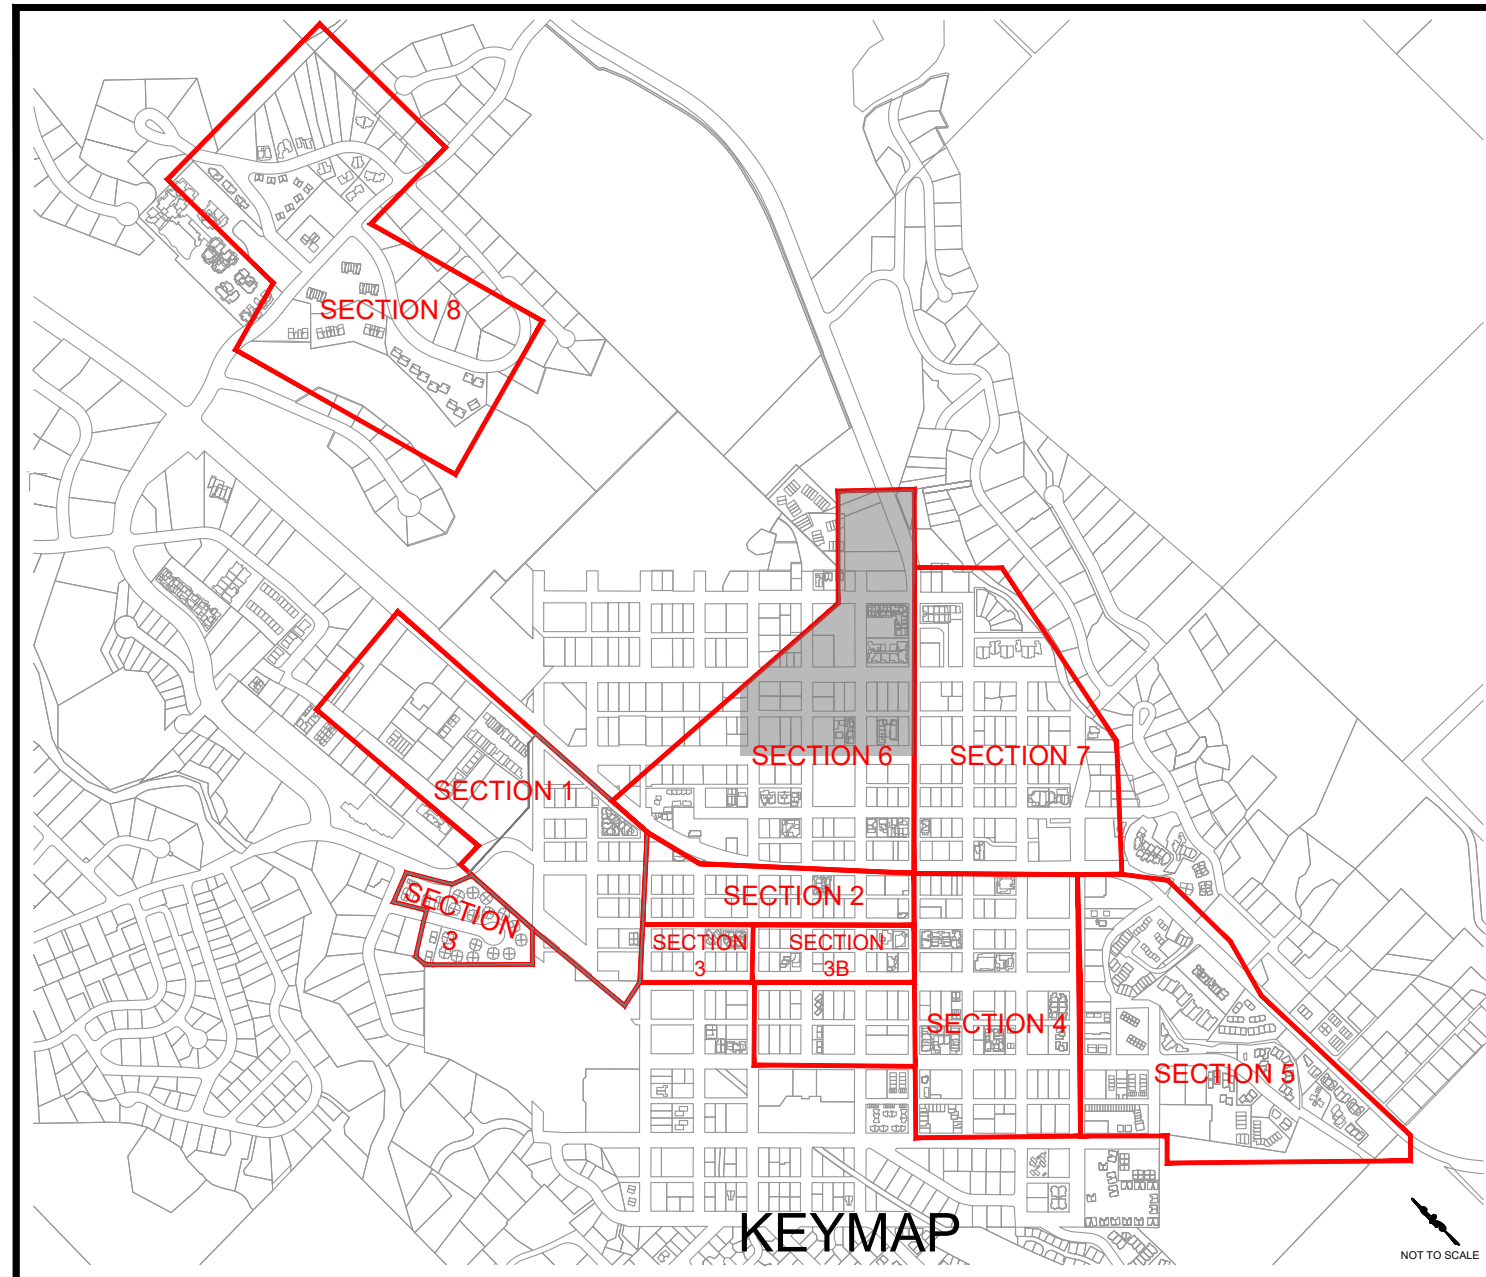 SECTION 8
SECTION 6
SECTION 7
SECTION 1
SECTION 2
SECTION
3
SECTION
3
SECTION
3B
SECTION 4
SECTION 5
KEYMAP
NOT TO SCALE